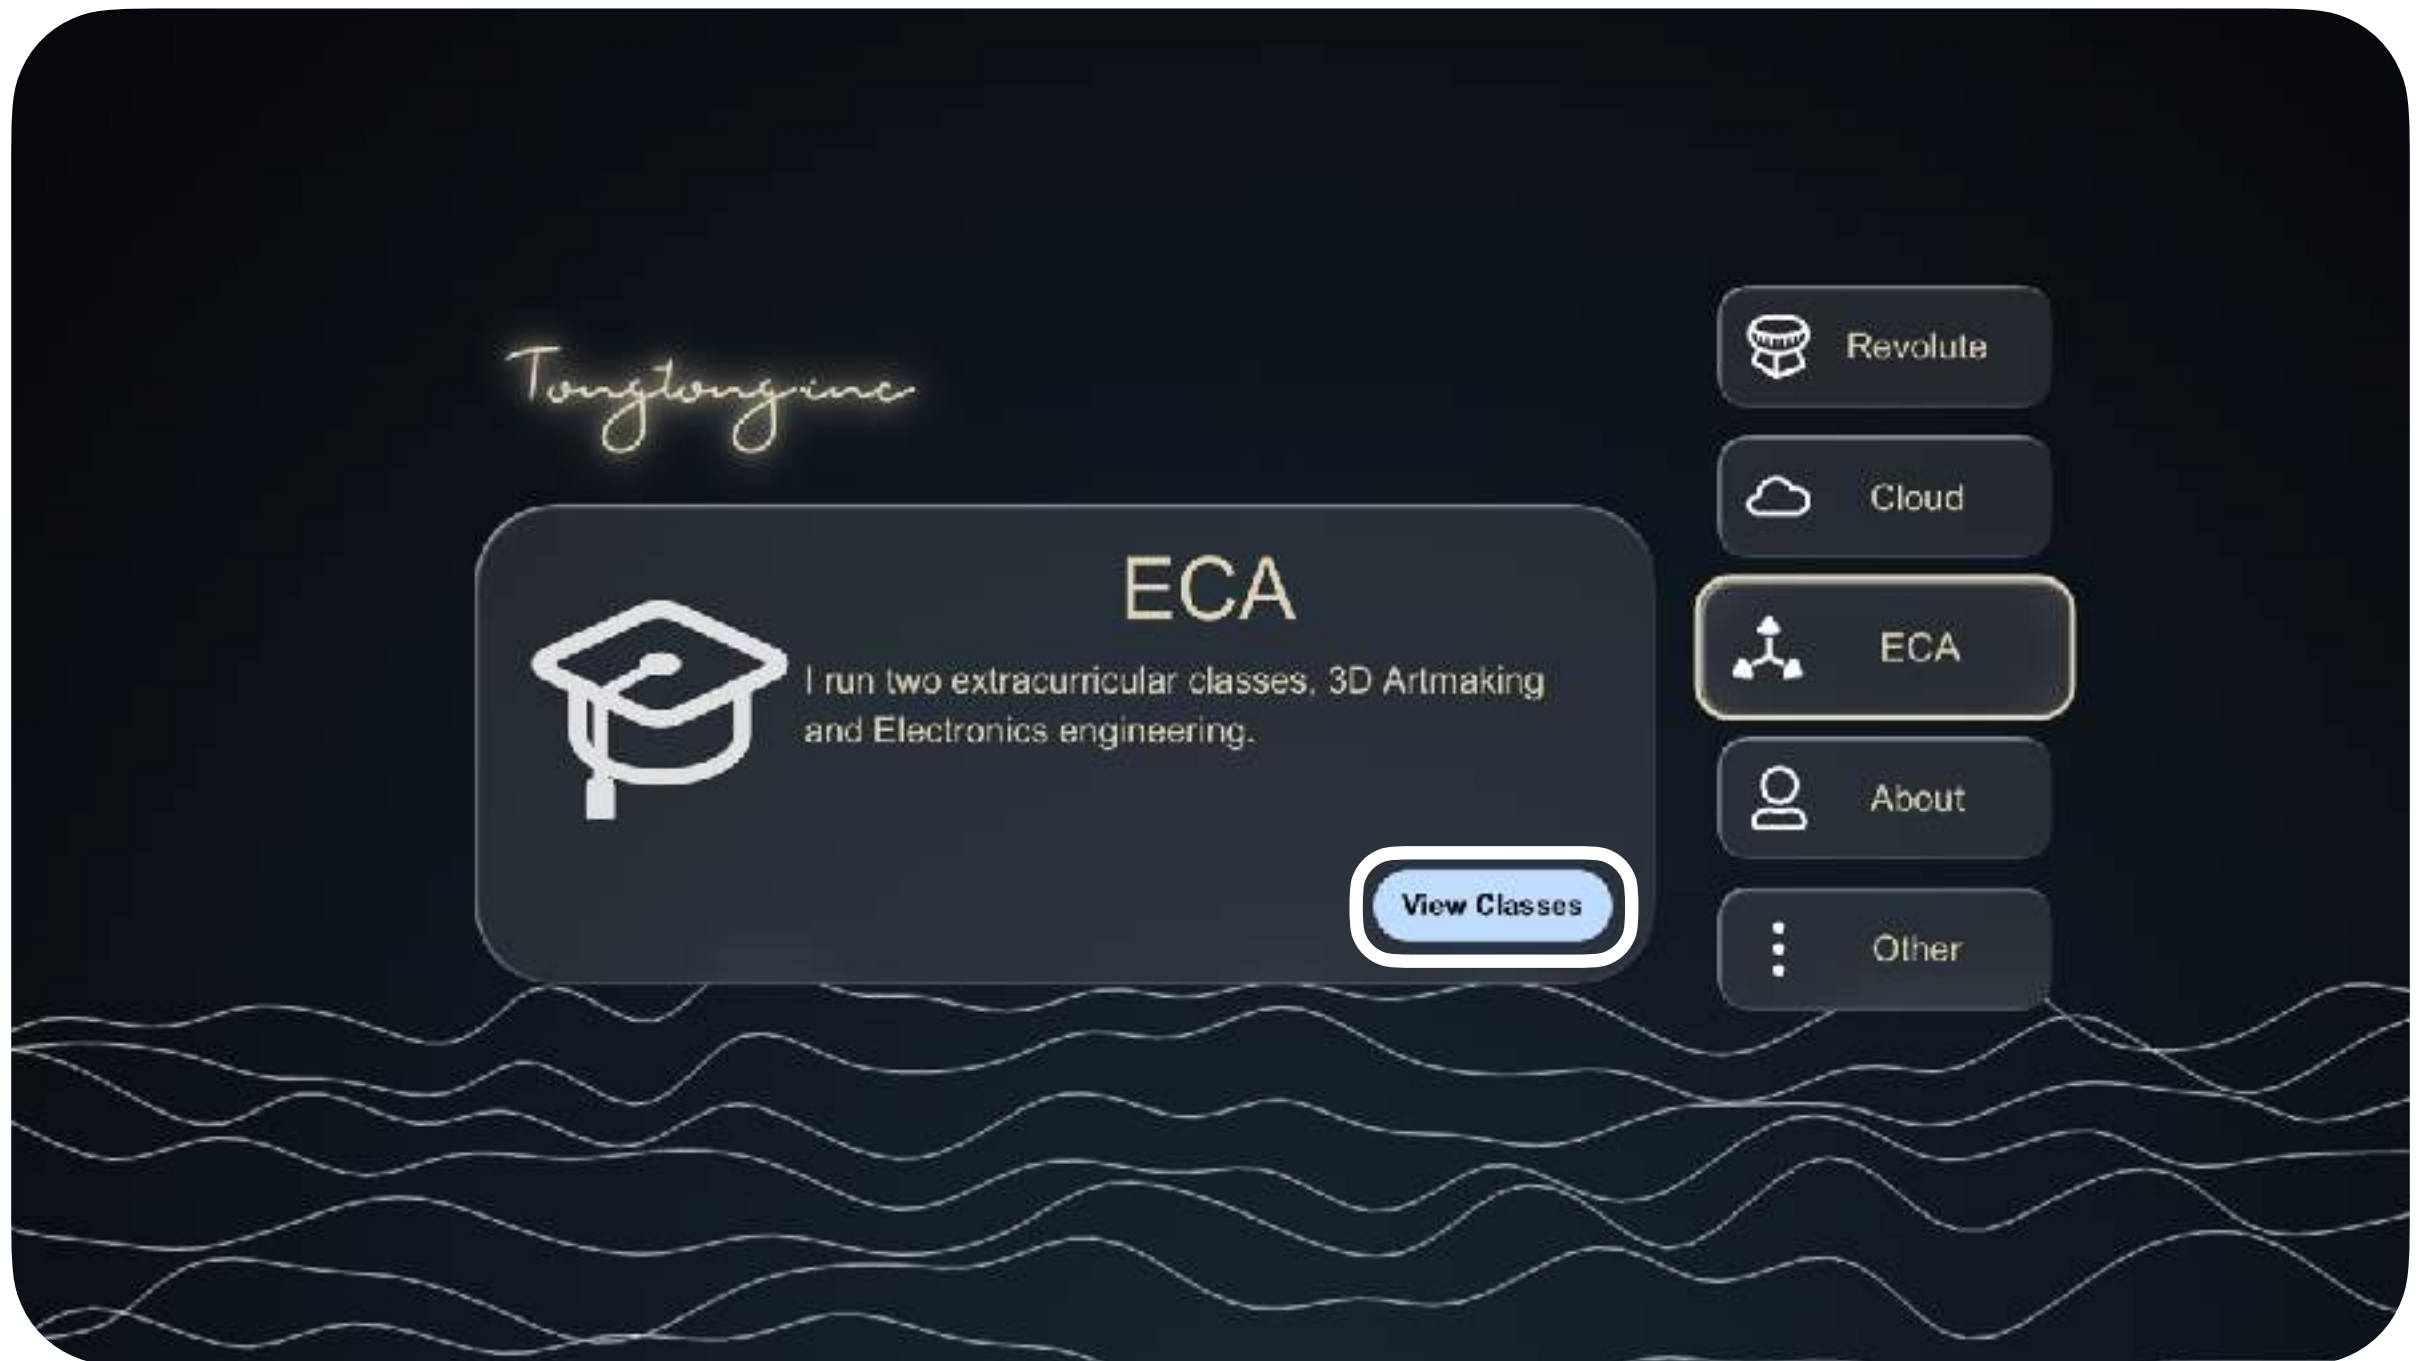 Tongtong inc
ECA
I run two extracurricular classes, 3D Artmaking
and Electronics engineering.
View Classes
Revolute
Cloud
ECA
About
Other